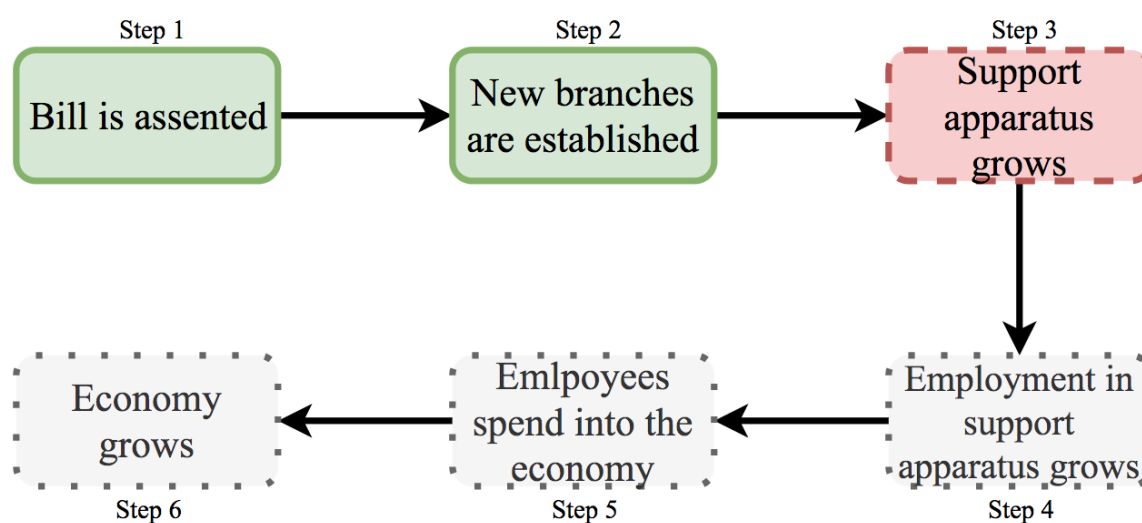 Step 1
Bill is assented
Step 2
New branches
are established
Step 3
Support
apparatus
grows
Employment in
support
apparatus grows
Step 4
Emlpoyees
spend into the
economy
Step 5
Economy
grows
Step 6